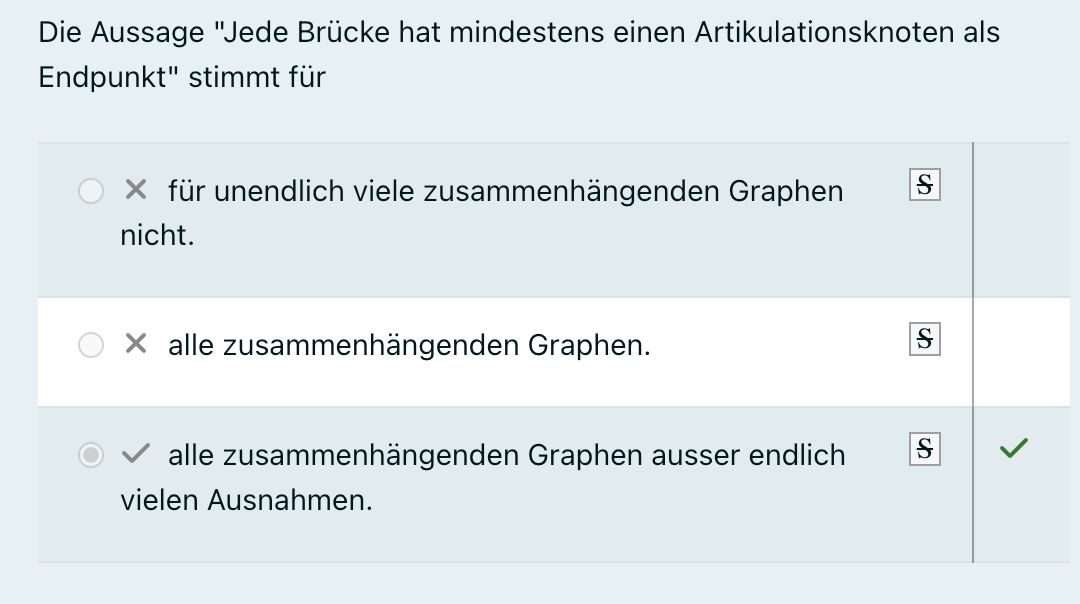 Die Aussage "Jede Brücke hat mindestens einen Artikulationsknoten als
Endpunkt" stimmt für
für unendlich viele zusammenhängenden Graphen
nicht.
S
alle zusammenhängenden Graphen.
S
alle zusammenhängenden Graphen ausser endlich
vielen Ausnahmen.
S